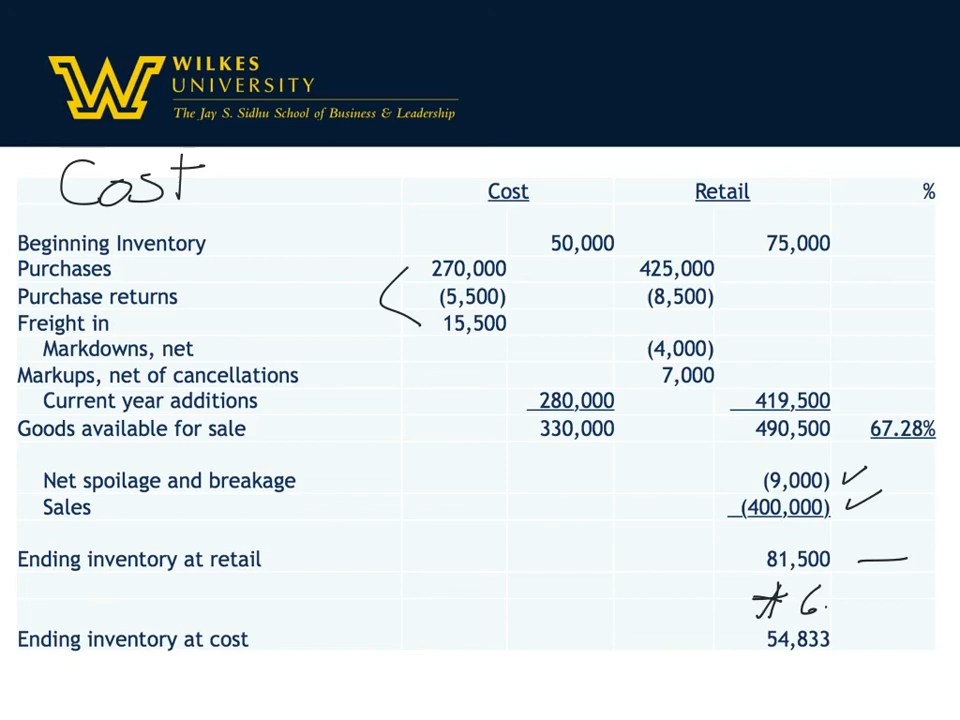 WILKES
UNIVERSITY
The Jay S. Sidhu School of Business & Leadership
Cost
Cost Retail %
Beginning Inventory 50,000 75,000
Purchases 270,000 425,000
Purchase returns (5,500) (8,500)
Freight in 15,500
Markdowns, net (4,000)
Markups, net of cancellations 7,000
Current year additions 280,000 419,500
Goods available for sale 330,000 490,500 67.28%
Net spoilage and breakage (9,000)
Sales (400,000)
Ending inventory at retail 81,500
* 6.
Ending inventory at cost 54,833